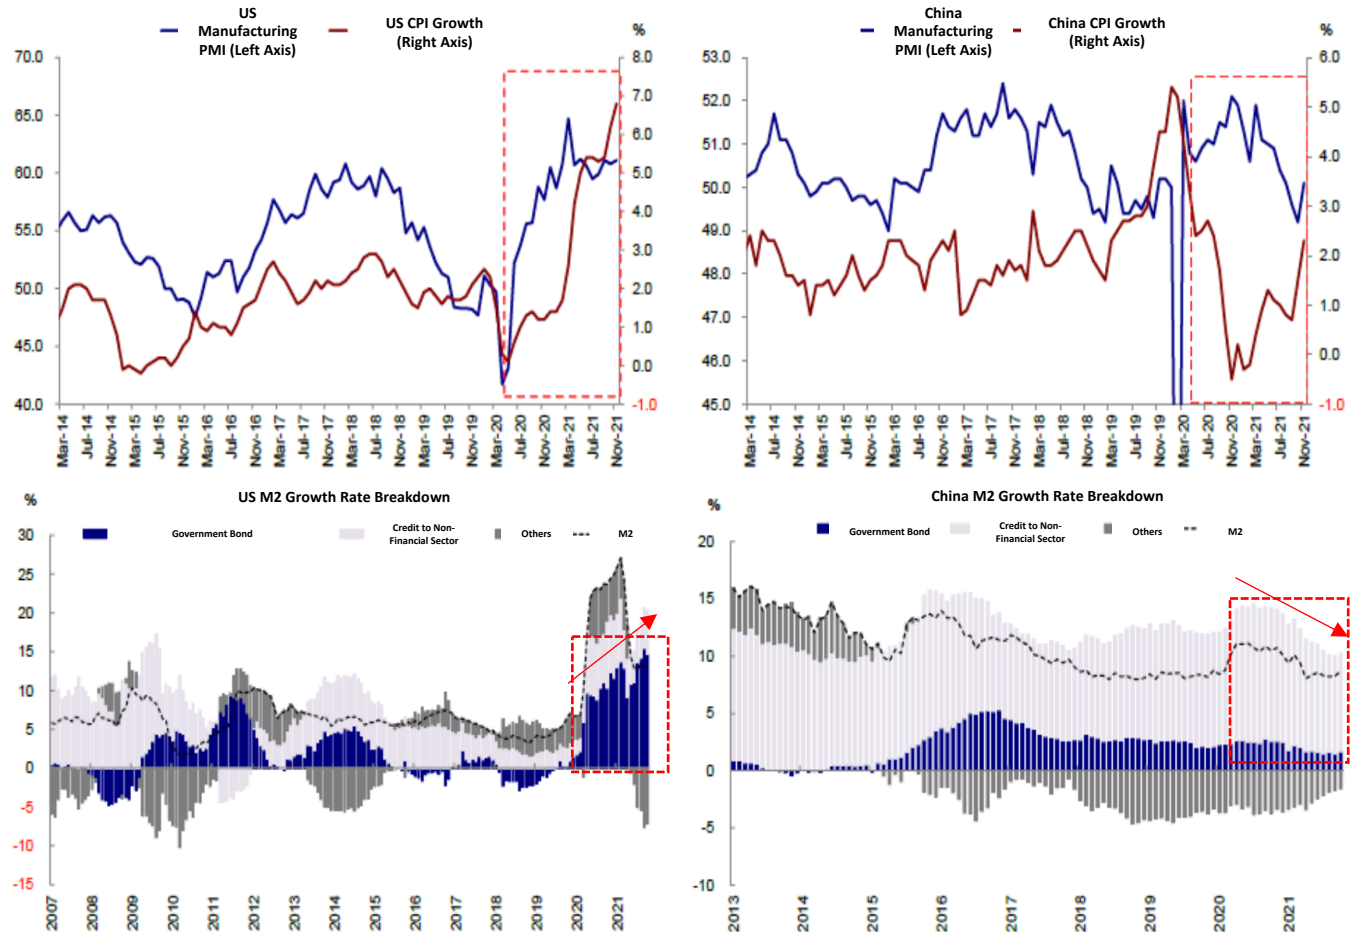 US
Manufacturing
PMI (Left Axis)
US CPI Growth
(Right Axis)
%
70.0
65.0
60.0
55.0
50.0
45.0
40.0
8.0
7.0
6.0
5.0
4.0
3.0
2.0
1.0
0.0
-1.0
Mar-14
Jul-14
Nov-14
Mar-15
Jul-15
Nov-15
Mar-16
Jul-16
Nov-16
Mar-17
Jul-17
Nov-17
Mar-18
Jul-18
Nov-18
Mar-19
Jul-19
Nov-19
Mar-20
Jul-20
Nov-20
Mar-21
Jul-21
Nov-21
China
Manufacturing
PMI (Left Axis)
China CPI Growth
(Right Axis)
%
53.0
52.0
51.0
50.0
49.0
48.0
47.0
46.0
45.0
6.0
5.0
4.0
3.0
2.0
1.0
0.0
-1.0
Mar-14
Jul-14
Nov-14
Mar-15
Jul-15
Nov-15
Mar-16
Jul-16
Nov-16
Mar-17
Jul-17
Nov-17
Mar-18
Jul-18
Nov-18
Mar-19
Jul-19
Nov-19
Mar-20
Jul-20
Nov-20
Mar-21
Jul-21
Nov-21
US M2 Growth Rate Breakdown
%
Government Bond
Credit to Non-
Financial Sector
Others
M2
30
25
20
15
10
5
0
-5
-10
-15
2007
2008
2009
2010
2011
2012
2013
2014
2015
2016
2017
2018
2019
2020
2021
China M2 Growth Rate Breakdown
%
Government Bond
Credit to Non-
Financial Sector
Others
M2
20
15
10
5
0
-5
-10
2013
2014
2015
2016
2017
2018
2019
2020
2021